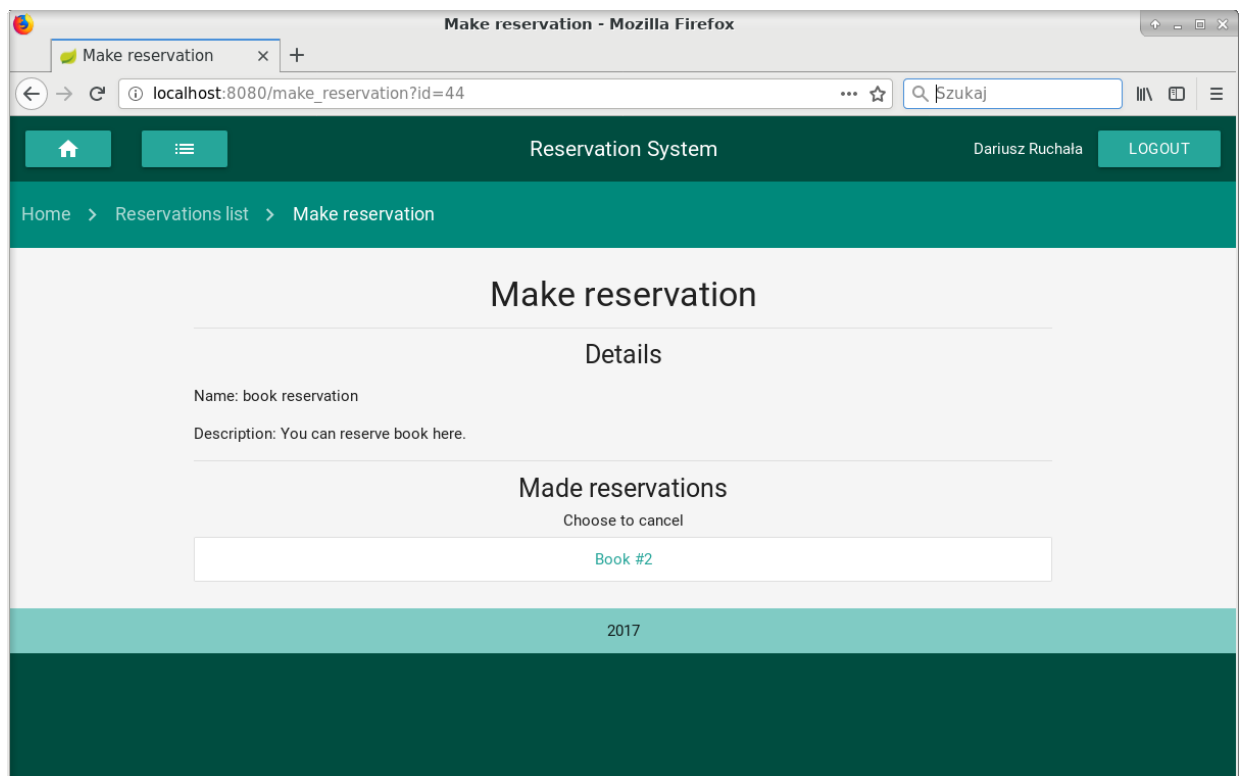 Make reservation - Mozilla Firefox
Make reservation
localhost:8080/make_reservation?id=44
Szukaj
Reservation System
Dariusz Ruchała
LOGOUT
Home > Reservations list > Make reservation
Make reservation
Details
Name: book reservation
Description: You can reserve book here.
Made reservations
Choose to cancel
Book #2
2017